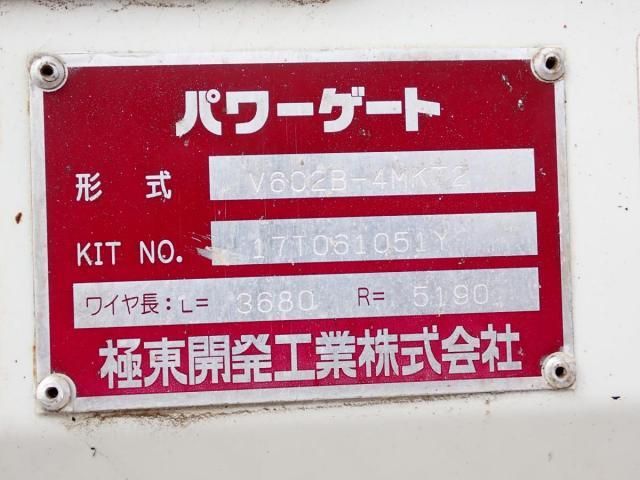 パワーゲート
形式 V602B-4MKT2
KIT NO. 17T061051Y
ワイヤ長:L= 3680 R= 5190
極東開発工業株式会社